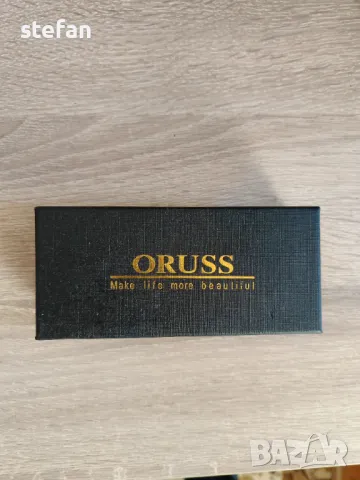 stefan
ORUSS
Make life more beautiful
BAZAR